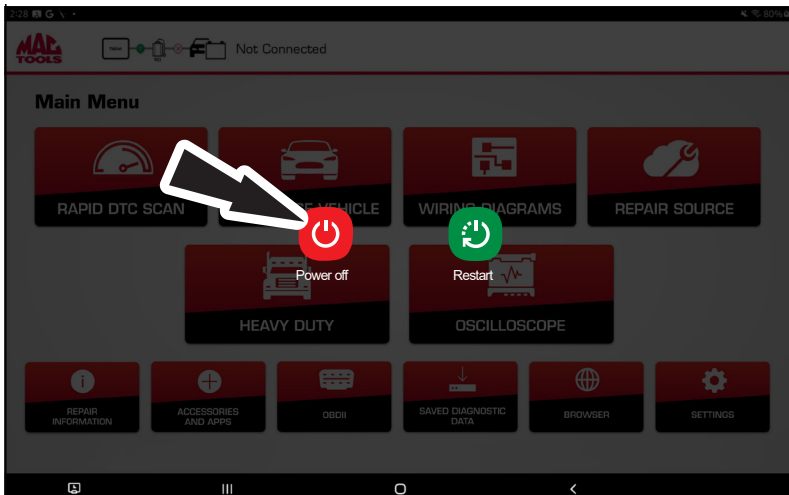 2:28 G
80%
MAC
TOOLS
Tablet
Not Connected
Main Menu
RAPID DTC SCAN
VEHICLE
WIRING DIAGRAMS
REPAIR SOURCE
Power off
Restart
HEAVY DUTY
OSCILLOSCOPE
REPAIR
INFORMATION
ACCESSORIES
AND APPS
OBDII
SAVED DIAGNOSTIC
DATA
BROWSER
SETTINGS